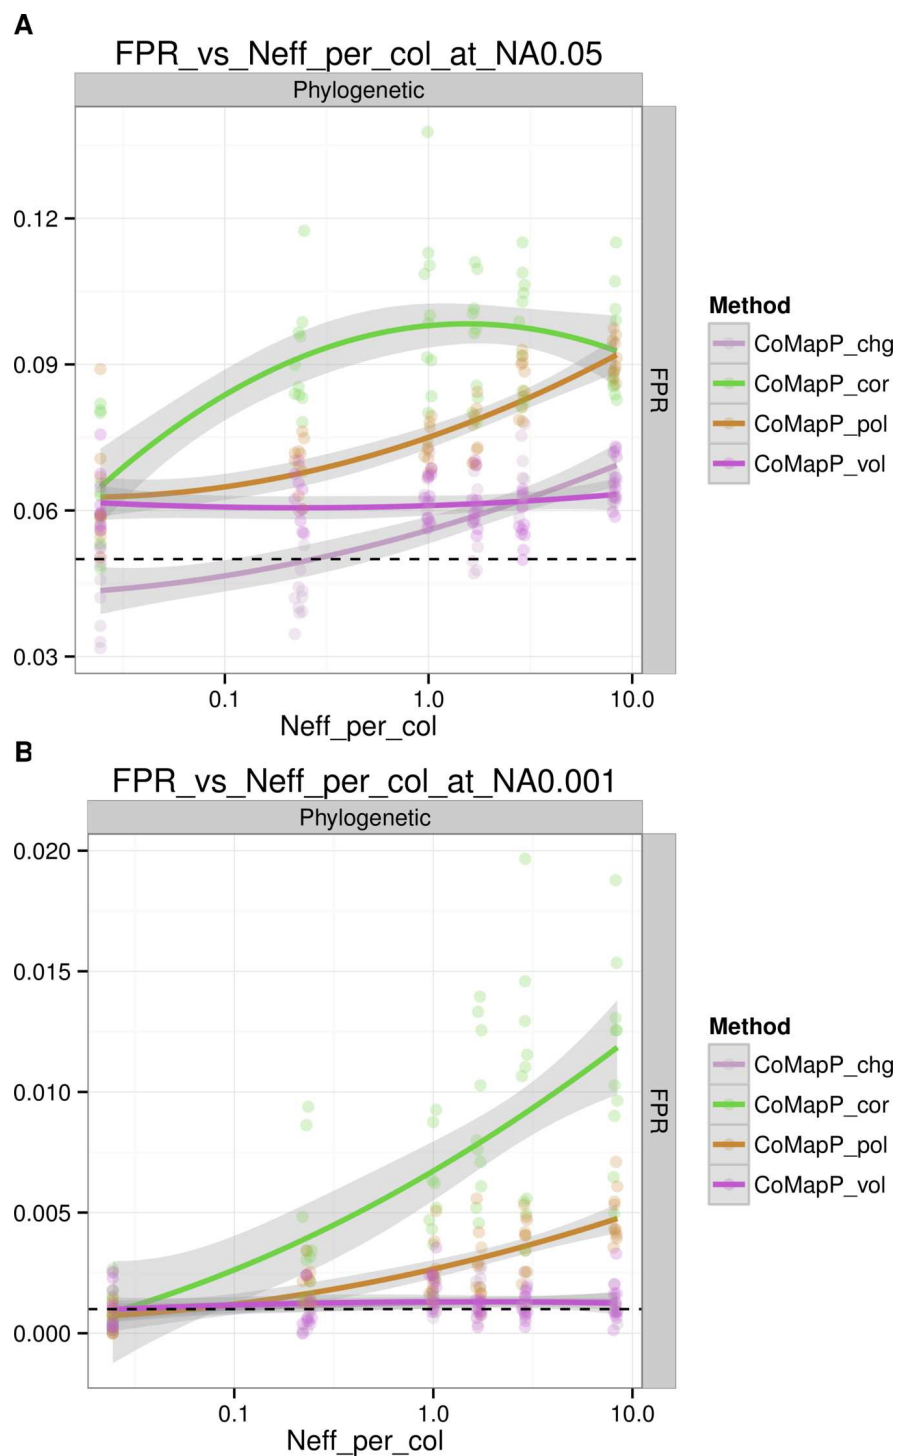 A
FPR_vs_Neff_per_col_at_NA0.05
Phylogenetic
0.12
0.09
0.06
0.03
FPR
0.1 1.0 10.0
Neff_per_col
Method
CoMapP_chg
CoMapP_cor
CoMapP_pol
CoMapP_vol
B
FPR_vs_Neff_per_col_at_NA0.001
Phylogenetic
0.020
0.015
0.010
0.005
0.000
FPR
0.1 1.0 10.0
Neff_per_col
Method
CoMapP_chg
CoMapP_cor
CoMapP_pol
CoMapP_vol